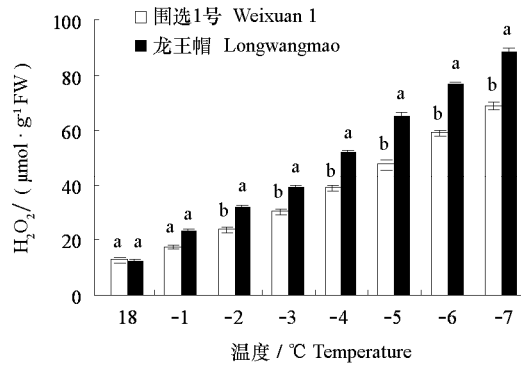 围选1号 Weixuan 1
龙王帽 Longwangmao
H₂O₂/ ( μmol · g⁻¹FW )
100
80
60
40
20
0
a a
a a
b a
b a
b a
b a
b a
b a
18 -1 -2 -3 -4 -5 -6 -7
温度 / ℃ Temperature